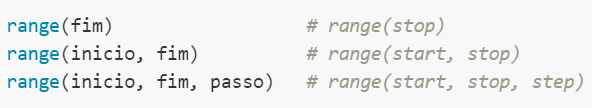 range(fim) # range(stop)
range(inicio, fim) # range(start, stop)
range(inicio, fim, passo) # range(start, stop, step)